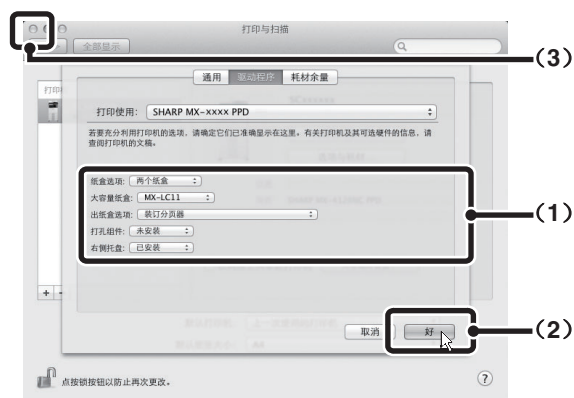 打印与扫描
全部显示
(3)
打印
通用 驱动程序 耗材余量
打印使用: SHARP MX-xxxx PPD
若要充分利用打印机的选项，请确定它们已准确显示在这里。有关打印机及其可选硬件的信息，请
查阅打印机的文稿。
纸盒选项: 两个纸盒
大容量纸盒: MX-LC11
出纸盒选项: 装订分页器
打孔组件: 未安装
右侧托盘: 已安装
(1)
+ -
取消 好
(2)
点按锁按钮以防止再次更改。
?